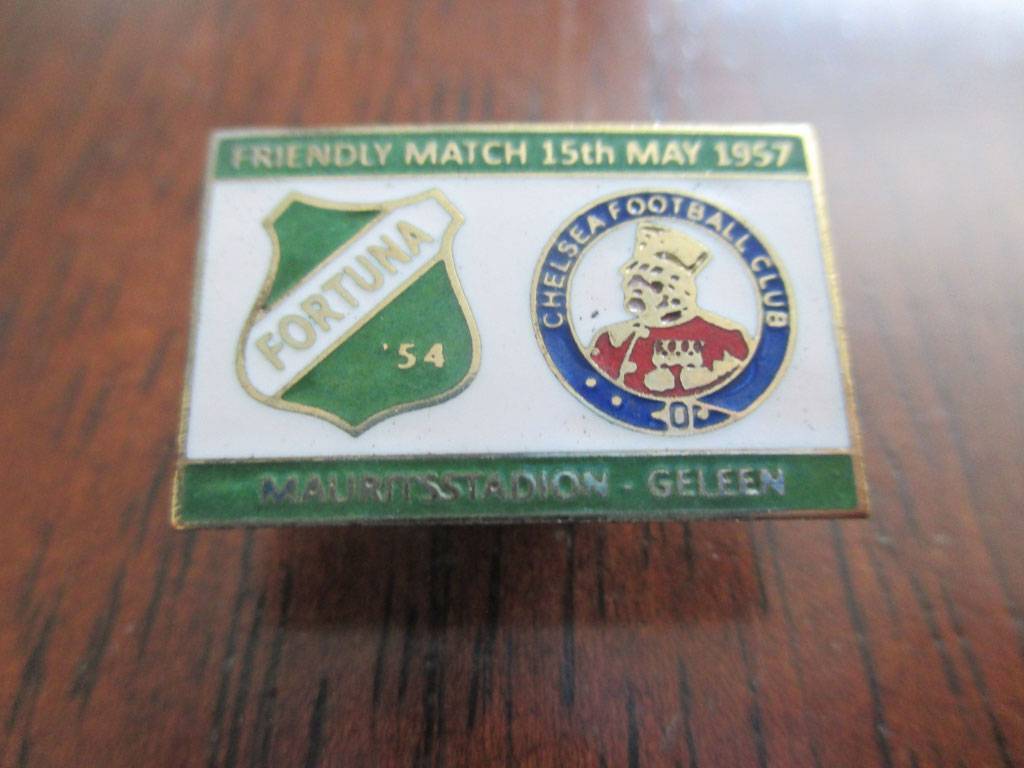 FRIENDLY MATCH 15th MAY 1957
FORTUNA
'54
CHELSEA FOOTBALL CLUB
MAURITSSTADION - GELEEN